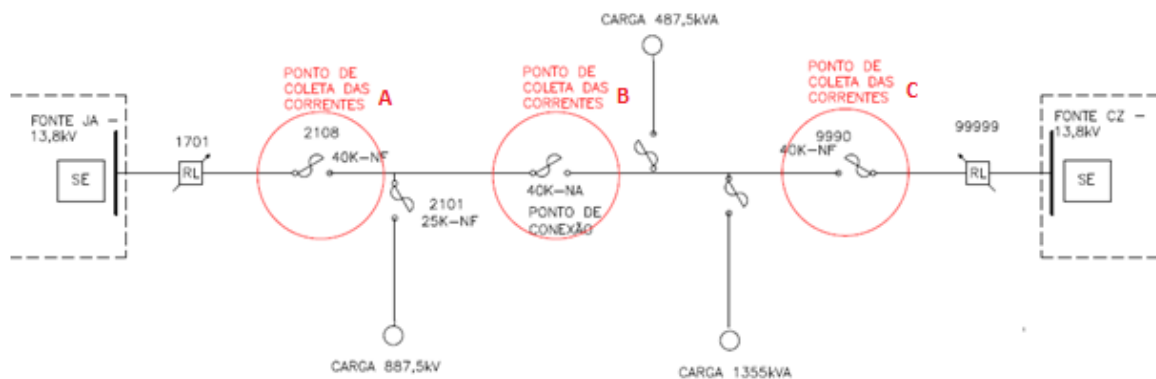 FONTE JA –
13,8kV
SE
1701
RL
PONTO DE
COLETA DAS
CORRENTES A
2108
40K-NF
2101
25K-NF
CARGA 887,5kV
PONTO DE
COLETA DAS
CORRENTES B
40K-NA
PONTO DE
CONEXÃO
CARGA 487,5kVA
CARGA 1355kVA
PONTO DE
COLETA DAS
CORRENTES C
9990
40K-NF
99999
RL
FONTE CZ –
13,8kV
SE